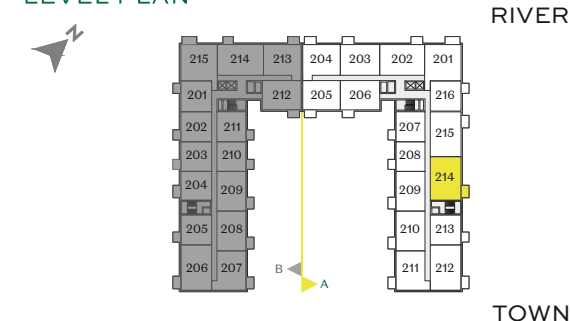 LEVEL PLAN
RIVER
N
215 214 213 204 203 202 201
201 212 205 206 216
202 211 207 215
203 210 208
204 209 209 214
205 208 210 213
206 207 211 212
B
A
TOWN